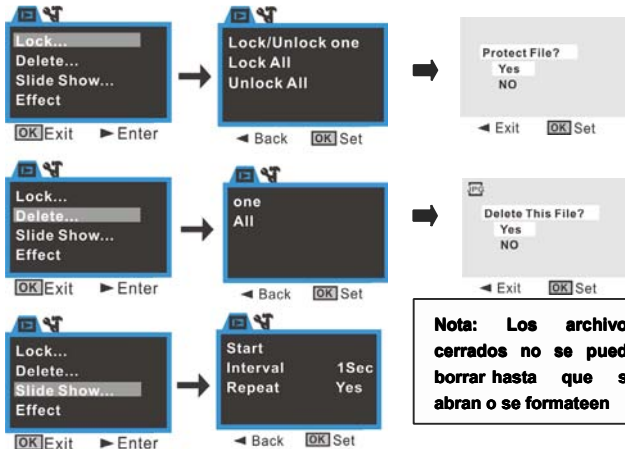 Lock...
Delete...
Slide Show...
Effect
OK Exit ► Enter
Lock/Unlock one
Lock All
Unlock All
◄ Back OK Set
Protect File?
Yes
NO
◄ Exit OK Set
Lock...
Delete...
Slide Show...
Effect
OK Exit ► Enter
one
All
◄ Back OK Set
JPG
Delete This File?
Yes
NO
◄ Exit OK Set
Lock...
Delete...
Slide Show...
Effect
OK Exit ► Enter
Start
Interval 1Sec
Repeat Yes
◄ Back OK Set
Nota: Los archivo
cerrados no se pued
borrar hasta que s
abran o se formateen